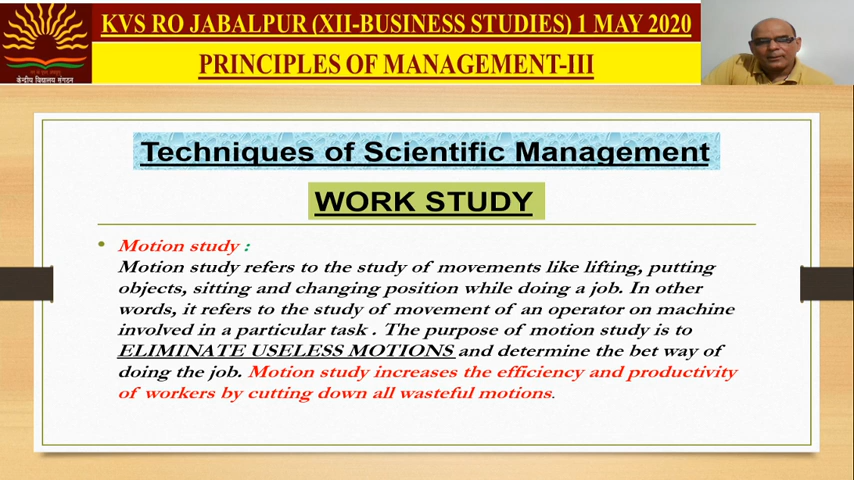 KVS RO JABALPUR (XII-BUSINESS STUDIES) 1 MAY 2020
PRINCIPLES OF MANAGEMENT-III
केन्द्रीय विद्यालय संगठन
Techniques of Scientific Management
WORK STUDY
• Motion study :
Motion study refers to the study of movements like lifting, putting
objects, sitting and changing position while doing a job. In other
words, it refers to the study of movement of an operator on machine
involved in a particular task . The purpose of motion study is to
ELIMINATE USELESS MOTIONS and determine the bet way of
doing the job. Motion study increases the efficiency and productivity
of workers by cutting down all wasteful motions.